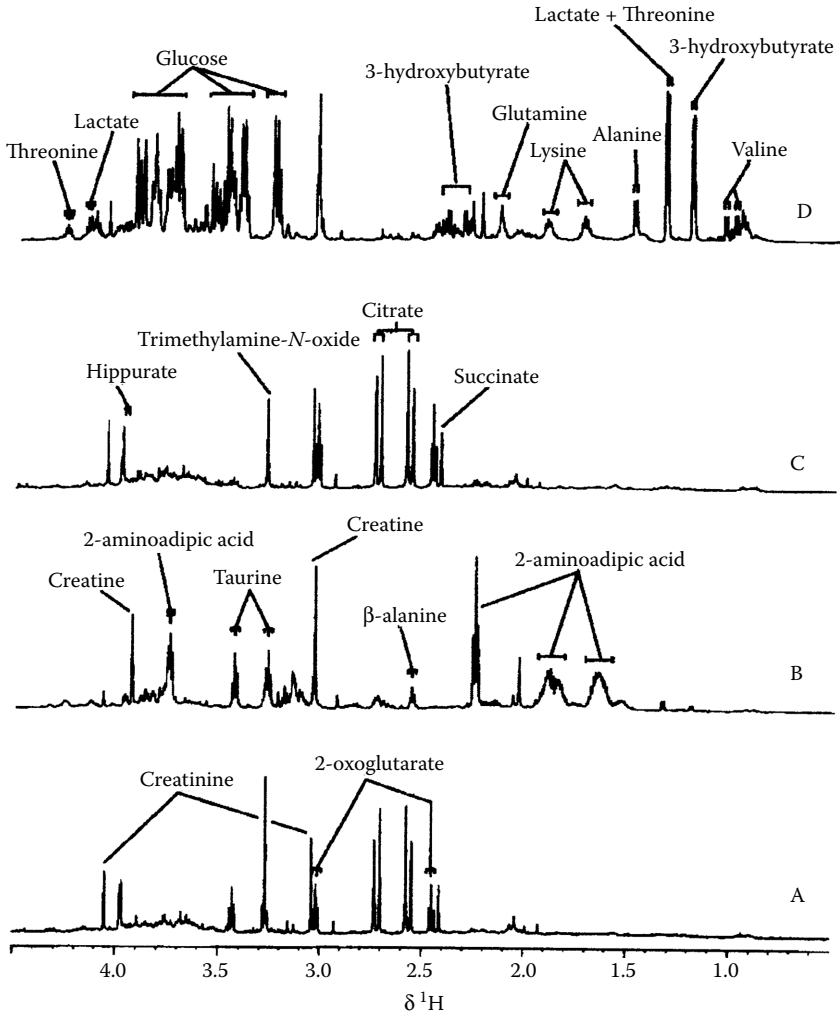 Lactate + Threonine
Glucose
3-hydroxybutyrate
3-hydroxybutyrate
Lactate
Glutamine
Threonine
Lysine
Alanine
Valine
D
Citrate
Trimethylamine-N-oxide
Hippurate
Succinate
C
Creatine
2-aminoadipic acid
2-aminoadipic acid
Creatine
Taurine
β-alanine
B
2-oxoglutarate
Creatinine
A
4.0 3.5 3.0 2.5 2.0 1.5 1.0
δ ¹H